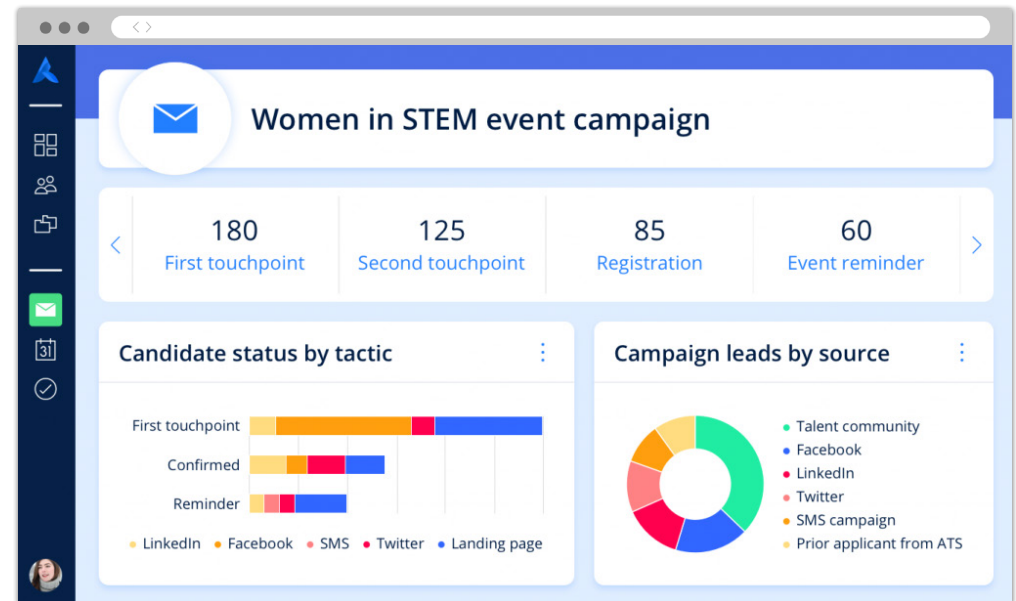 Women in STEM event campaign
180
First touchpoint
125
Second touchpoint
85
Registration
60
Event reminder
31
Candidate status by tactic
First touchpoint
Confirmed
Reminder
LinkedIn Facebook SMS Twitter Landing page
Campaign leads by source
Talent community
Facebook
LinkedIn
Twitter
SMS campaign
Prior applicant from ATS